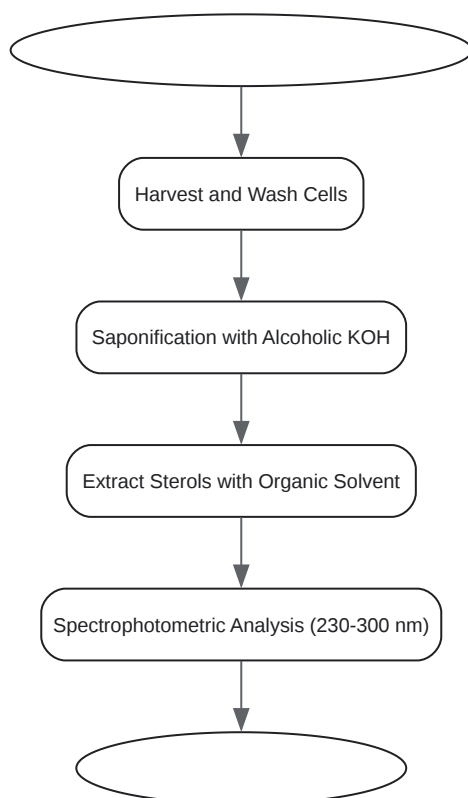 Harvest and Wash Cells
Saponification with Alcoholic KOH
Extract Sterols with Organic Solvent
Spectrophotometric Analysis (230-300 nm)